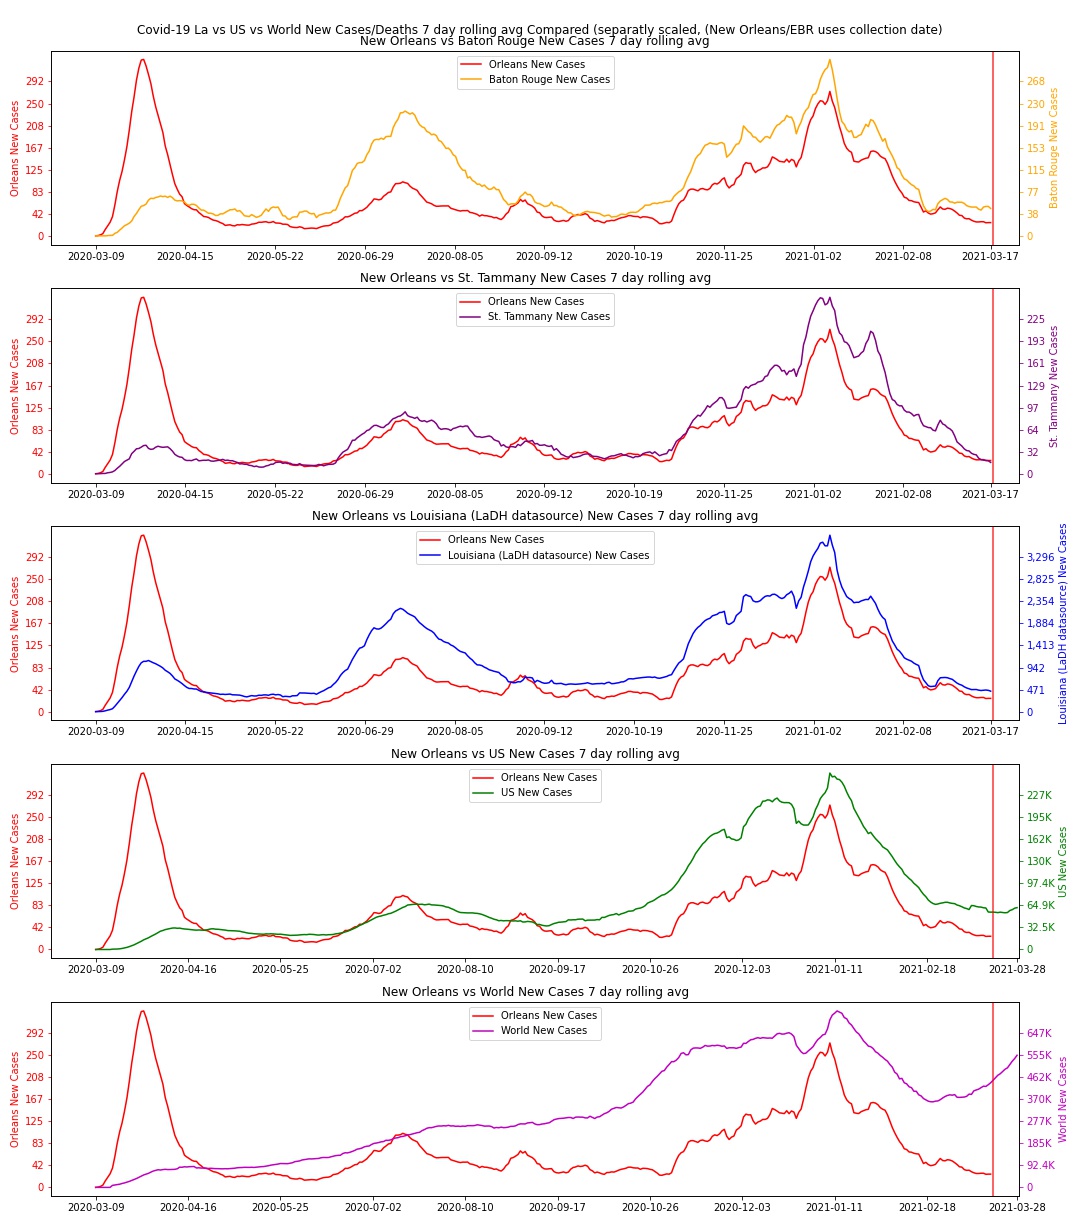 Covid-19 La vs US vs World New Cases/Deaths 7 day rolling avg Compared (separatly scaled, (New Orleans/EBR uses collection date)
New Orleans vs Baton Rouge New Cases 7 day rolling avg
Orleans New Cases
Baton Rouge New Cases
Orleans New Cases
292
250
208
167
125
83
42
0
268
230
191
153
115
77
38
0
Baton Rouge New Cases
2020-03-09 2020-04-15 2020-05-22 2020-06-29 2020-08-05 2020-09-12 2020-10-19 2020-11-25 2021-01-02 2021-02-08 2021-03-17
New Orleans vs St. Tammany New Cases 7 day rolling avg
Orleans New Cases
St. Tammany New Cases
Orleans New Cases
292
250
208
167
125
83
42
0
225
193
161
129
97
64
32
0
St. Tammany New Cases
2020-03-09 2020-04-15 2020-05-22 2020-06-29 2020-08-05 2020-09-12 2020-10-19 2020-11-25 2021-01-02 2021-02-08 2021-03-17
New Orleans vs Louisiana (LaDH datasource) New Cases 7 day rolling avg
Orleans New Cases
Louisiana (LaDH datasource) New Cases
Orleans New Cases
292
250
208
167
125
83
42
0
3,296
2,825
2,354
1,884
1,413
942
471
0
Louisiana (LaDH datasource) New Cases
2020-03-09 2020-04-15 2020-05-22 2020-06-29 2020-08-05 2020-09-12 2020-10-19 2020-11-25 2021-01-02 2021-02-08 2021-03-17
New Orleans vs US New Cases 7 day rolling avg
Orleans New Cases
US New Cases
Orleans New Cases
292
250
208
167
125
83
42
0
227K
195K
162K
130K
97.4K
64.9K
32.5K
0
US New Cases
2020-03-09 2020-04-16 2020-05-25 2020-07-02 2020-08-10 2020-09-17 2020-10-26 2020-12-03 2021-01-11 2021-02-18 2021-03-28
New Orleans vs World New Cases 7 day rolling avg
Orleans New Cases
World New Cases
Orleans New Cases
292
250
208
167
125
83
42
0
647K
555K
462K
370K
277K
185K
92.4K
0
World New Cases
2020-03-09 2020-04-16 2020-05-25 2020-07-02 2020-08-10 2020-09-17 2020-10-26 2020-12-03 2021-01-11 2021-02-18 2021-03-28